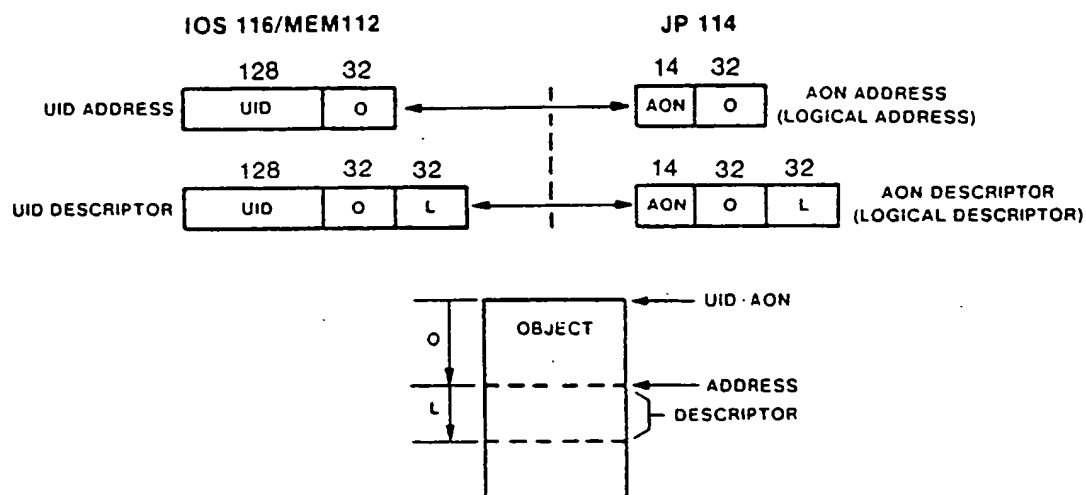 IOS 116/MEM112 JP 114
128 32 14 32
UID ADDRESS UID O AON O AON ADDRESS
(LOGICAL ADDRESS)
128 32 32 14 32 32
UID DESCRIPTOR UID O L AON O L AON DESCRIPTOR
(LOGICAL DESCRIPTOR)
UID·AON
OBJECT
O
ADDRESS
L
DESCRIPTOR